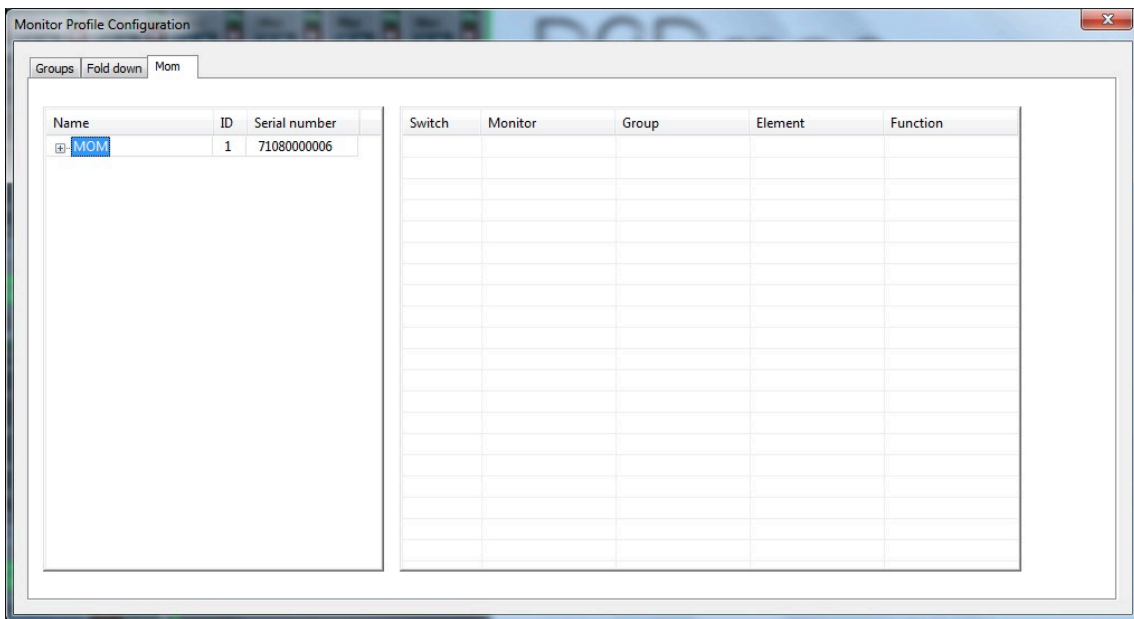 Monitor Profile Configuration
Groups Fold down Mom
Name ID Serial number Switch Monitor Group Element Function
MOM 1 71080000006